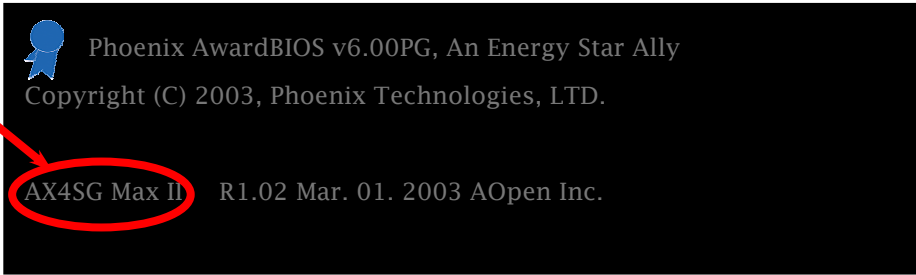 Phoenix AwardBIOS v6.00PG, An Energy Star Ally
Copyright (C) 2003, Phoenix Technologies, LTD.
AX4SG Max II R1.02 Mar. 01. 2003 AOpen Inc.